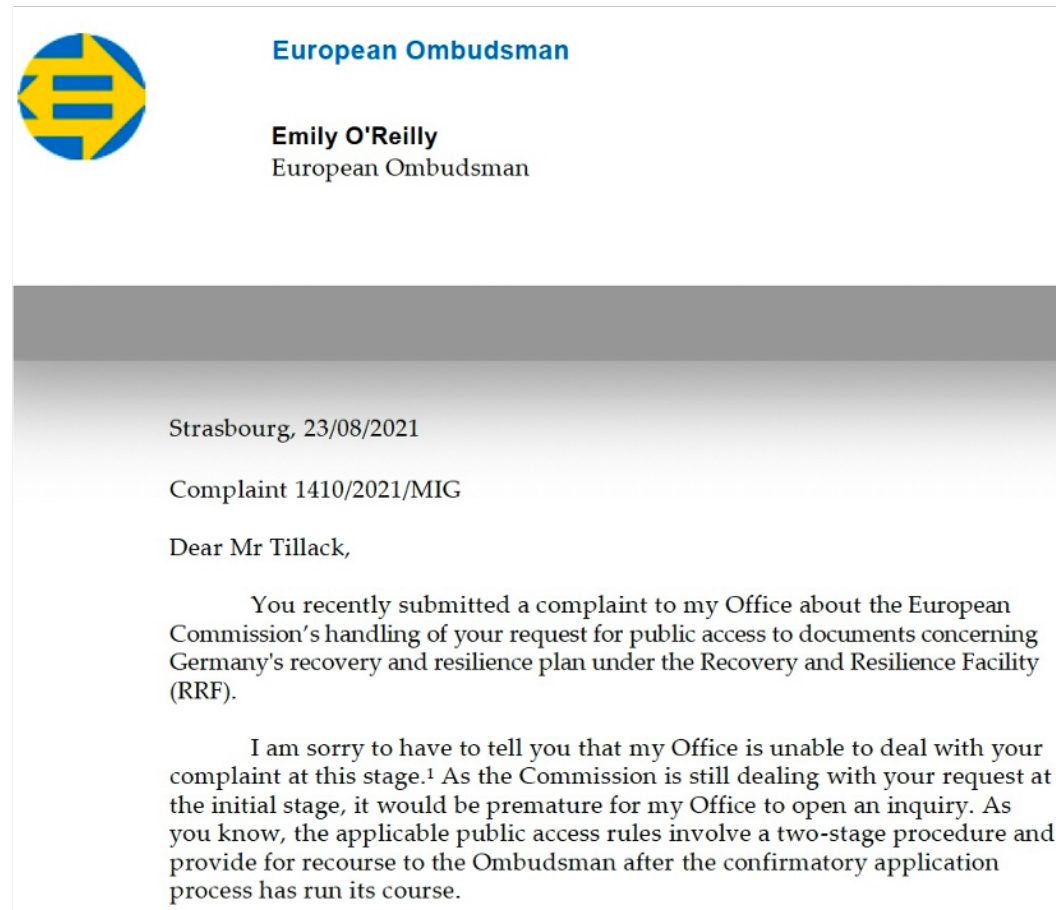 European Ombudsman
Emily O'Reilly
European Ombudsman
Strasbourg, 23/08/2021
Complaint 1410/2021/MIG
Dear Mr Tillack,
You recently submitted a complaint to my Office about the European
Commission’s handling of your request for public access to documents concerning
Germany's recovery and resilience plan under the Recovery and Resilience Facility
(RRF).
I am sorry to have to tell you that my Office is unable to deal with your
complaint at this stage.¹ As the Commission is still dealing with your request at
the initial stage, it would be premature for my Office to open an inquiry. As
you know, the applicable public access rules involve a two-stage procedure and
provide for recourse to the Ombudsman after the confirmatory application
process has run its course.